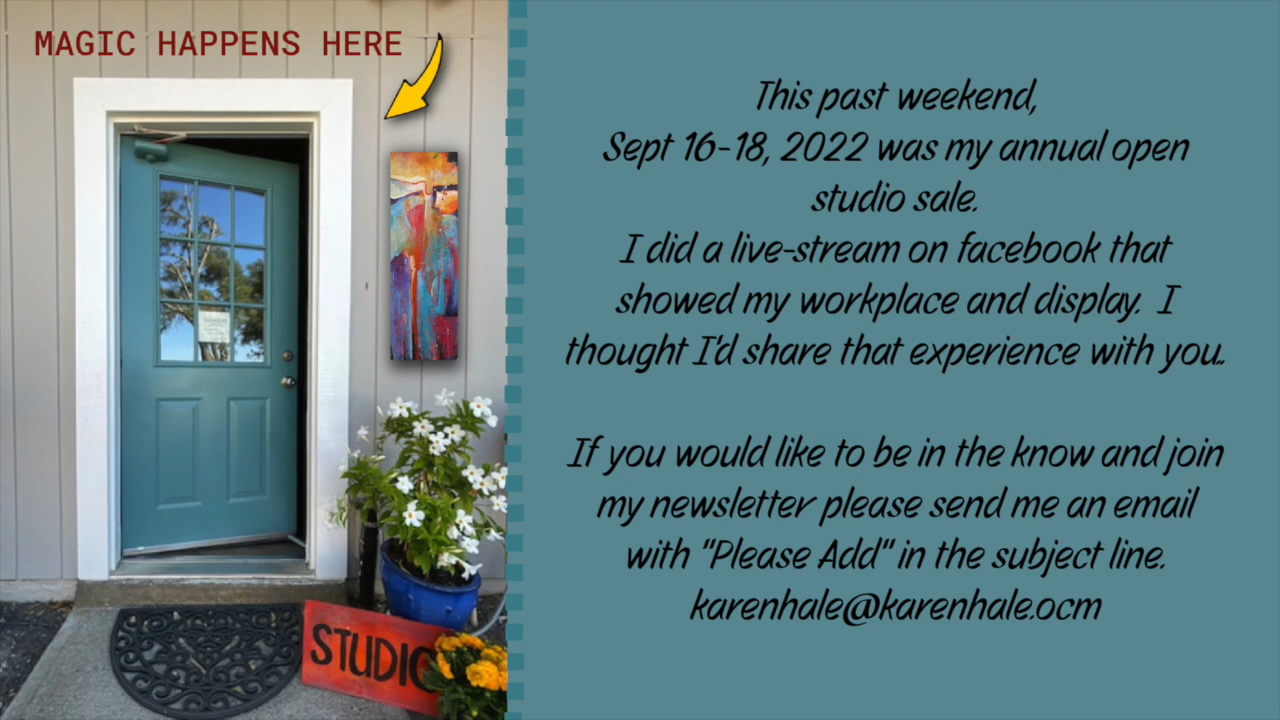 MAGIC HAPPENS HERE
STUDIO
This past weekend,
Sept 16-18, 2022 was my annual open
studio sale.
I did a live-stream on facebook that
showed my workplace and display. I
thought I'd share that experience with you..
If you would like to be in the know and join
my newsletter please send me an email
with "Please Add" in the subject line.
karenhale@karenhale.ocm